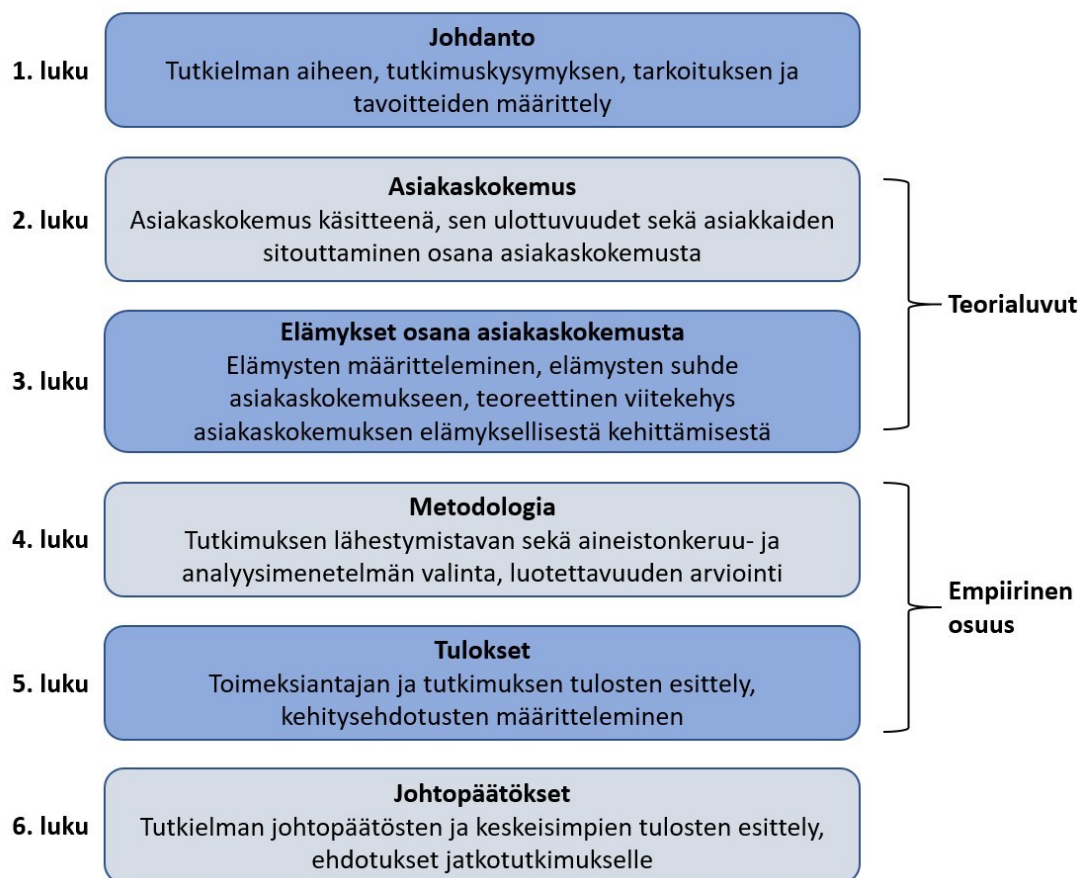 1. luku
Johdanto
Tutkielman aiheen, tutkimuskysymyksen, tarkoituksen ja
tavoitteiden määrittely
2. luku
Asiakaskokemus
Asiakaskokemus käsitteenä, sen ulottuvuudet sekä asiakkaiden
sitouttaminen osana asiakaskokemusta
3. luku
Elämykset osana asiakaskokemusta
Elämysten määritteleminen, elämysten suhde
asiakaskokemukseen, teoreettinen viitekehys
asiakaskokemuksen elämyksellisestä kehittämisestä
Teorialuvut
4. luku
Metodologia
Tutkimuksen lähestymistavan sekä aineistonkeruu- ja
analyysimenetelmän valinta, luotettavuuden arviointi
5. luku
Tulokset
Toimeksiantajan ja tutkimuksen tulosten esittely,
kehitysehdotusten määritteleminen
Empiirinen
osuus
6. luku
Johtopäätökset
Tutkielman johtopäätösten ja keskeisimpien tulosten esittely,
ehdotukset jatkotutkimukselle